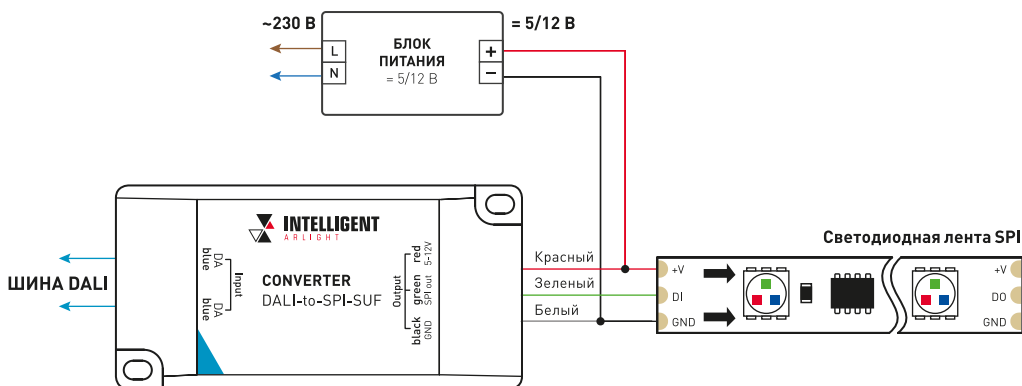 ~230 В
= 5/12 В
L
N
БЛОК
ПИТАНИЯ
= 5/12 В
+
−
ШИНА DALI
DA
blue
DA
blue
Input
INTELLIGENT
ARLIGHT
CONVERTER
DALI-to-SPI-SUF
Output
red
5-12V
green
SPI out
black
GND
Красный
Зеленый
Белый
Светодиодная лента SPI
+V
DI
GND
+V
DO
GND